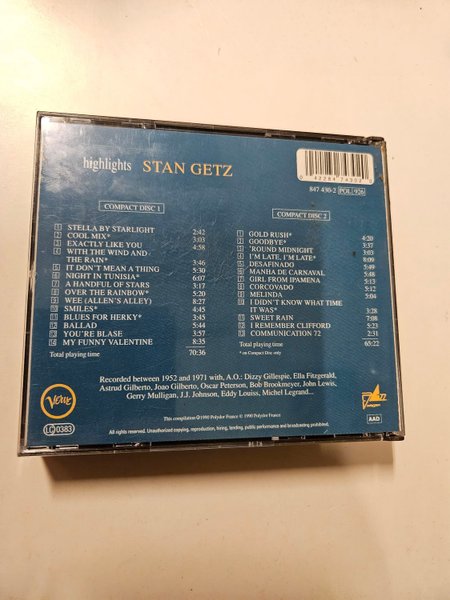 highlights STAN GETZ
847 430-2 POL 926
COMPACT DISC 1
1 STELLA BY STARLIGHT 2:42
2 COOL MIX* 3:03
3 EXACTLY LIKE YOU 4:58
4 WITH THE WIND AND
THE RAIN* 3:46
5 IT DON'T MEAN A THING 5:30
6 NIGHT IN TUNISIA* 6:07
7 A HANDFUL OF STARS
8 OVER THE RAINBOW* 5:20
9 WEE (ALLEN'S ALLEY) 8:27
10 SMILES* 4:45
11 BLUES FOR HERKY* 3:45
12 BALLAD 5:44
13 YOU'RE BLASE 5:31
14 MY FUNNY VALENTINE 8:35
Total playing time 70:36
COMPACT DISC 2
1 GOLD RUSH* 4:20
2 GOODBYE* 3:37
3 'ROUND MIDNIGHT 3:03
4 I'M LATE, I'M LATE* 8:09
5 DESAFINADO 5:49
6 MANHA DE CARNAVAL 5:48
7 GIRL FROM IPANEMA
8 CORCOVADO 5:12
9 MELINDA 5:04
10 I DIDN'T KNOW WHAT TIME
IT WAS* 3:28
11 SWEET RAIN 7:08
12 I REMEMBER CLIFFORD 5:23
13 COMMUNICATION 72
Total playing time 65:22
* on Compact Disc only
Recorded between 1952 and 1971 with, A.O.: Dizzy Gillespie, Ella Fitzgerald,
Astrud Gilberto, Joao Gilberto, Oscar Peterson, Bob Brookmeyer, John Lewis,
Gerry Mulligan, J.J. Johnson, Eddy Louiss, Michel Legrand...
Verve
This compilation Ⓟ 1990 Polydor France © 1990 Polydor France
All rights reserved. Unauthorized copying, reproduction, hiring, lending, public performance and broadcasting prohibited.
LC 0383
AAD